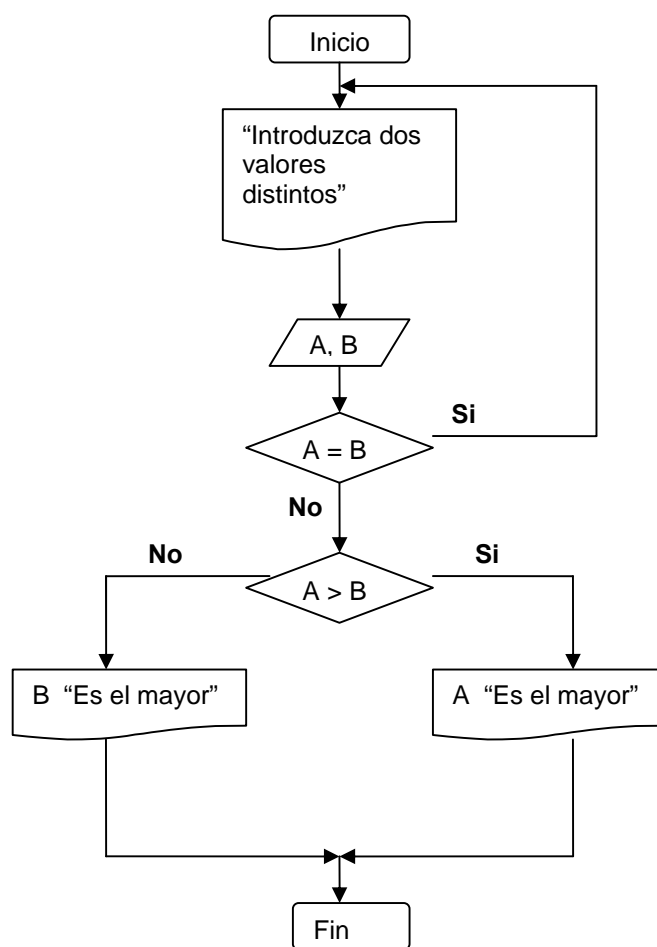 Inicio
“Introduzca dos
valores
distintos”
A, B
Si
A = B
No
No
Si
A > B
B “Es el mayor”
A “Es el mayor”
Fin